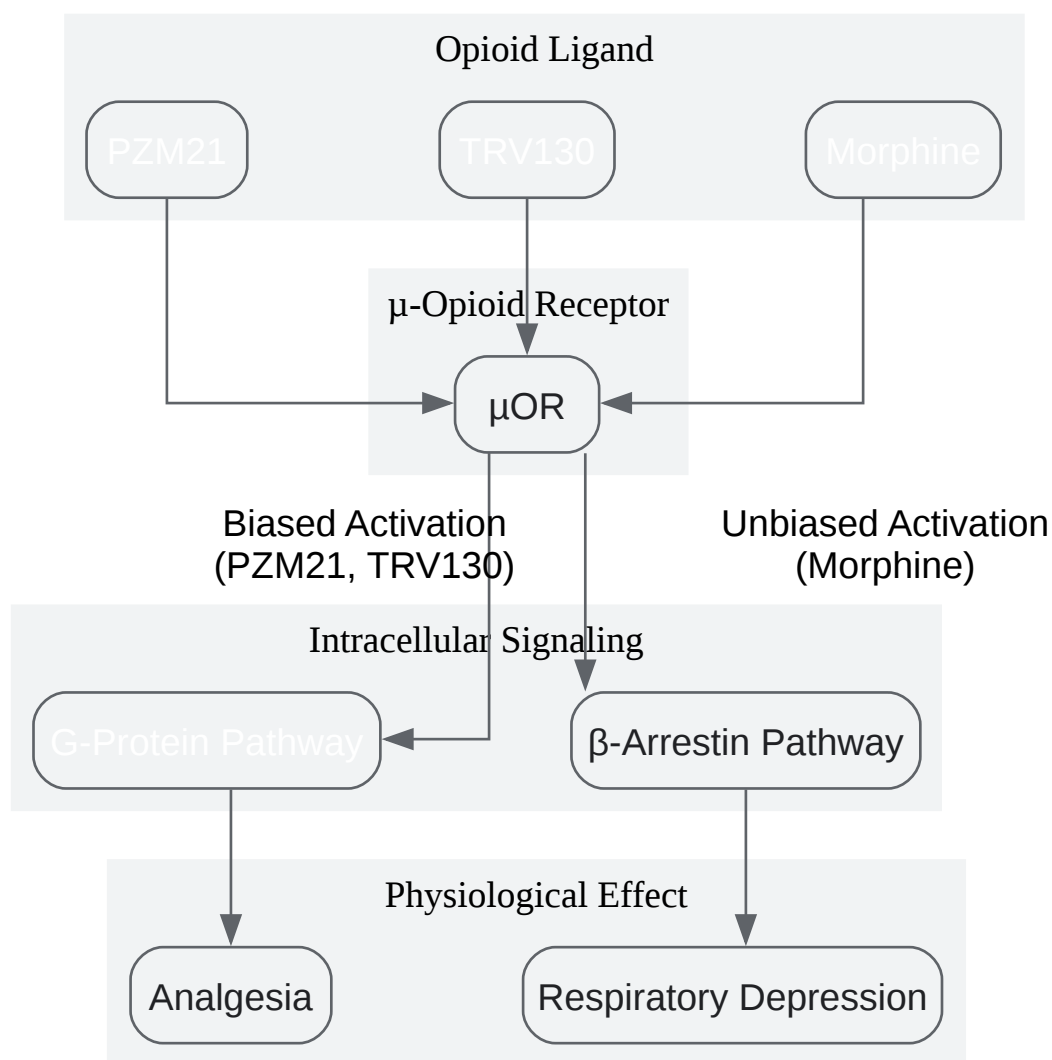 Opioid Ligand
PZM21
TRV130
Morphine
µ-Opioid Receptor
µOR
Biased Activation
(PZM21, TRV130)
Unbiased Activation
(Morphine)
Intracellular Signaling
G-Protein Pathway
β-Arrestin Pathway
Physiological Effect
Analgesia
Respiratory Depression